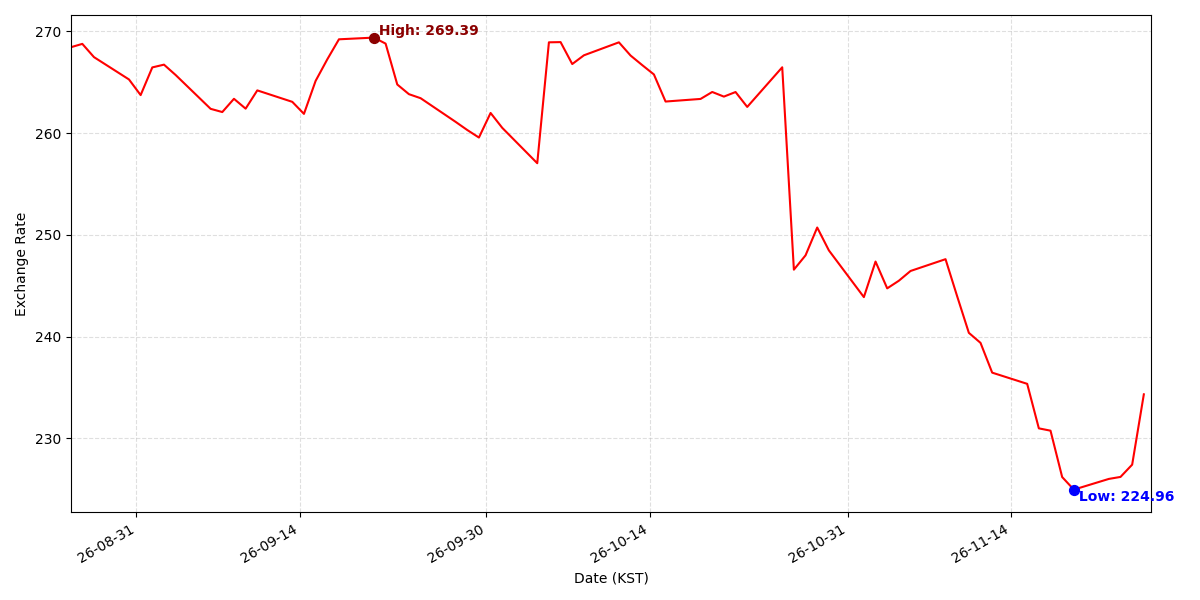 High: 269.39
270
260
250
240
230
Exchange Rate
Low: 224.96
26-08-31
26-09-14
26-09-30
26-10-14
26-10-31
26-11-14
Date (KST)